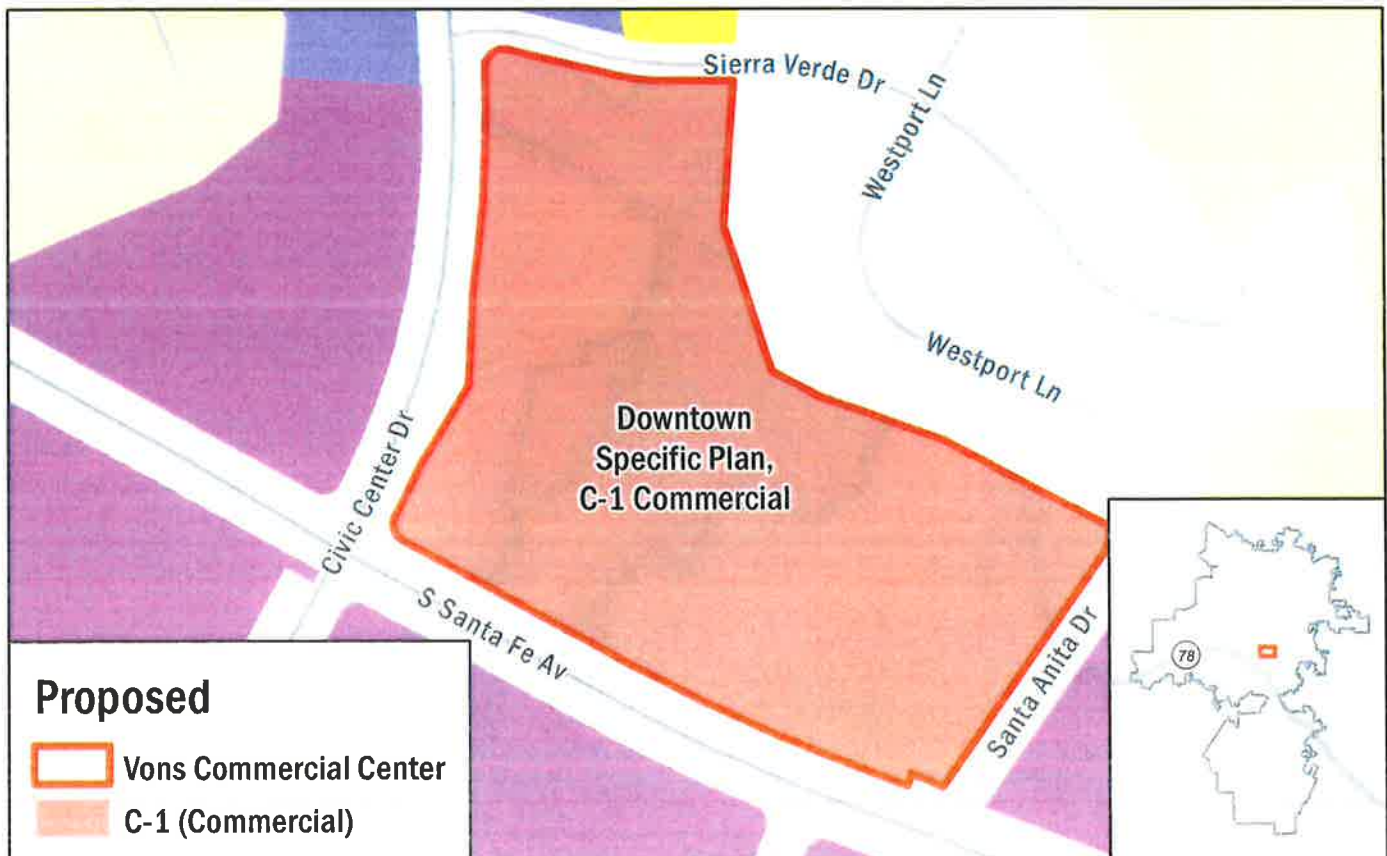 Sierra Verde Dr
Westport Ln
Westport Ln
Downtown
Specific Plan,
C-1 Commercial
Civic Center Dr
S Santa Fe Av
Santa Anita Dr
78
Proposed
Vons Commercial Center
C-1 (Commercial)